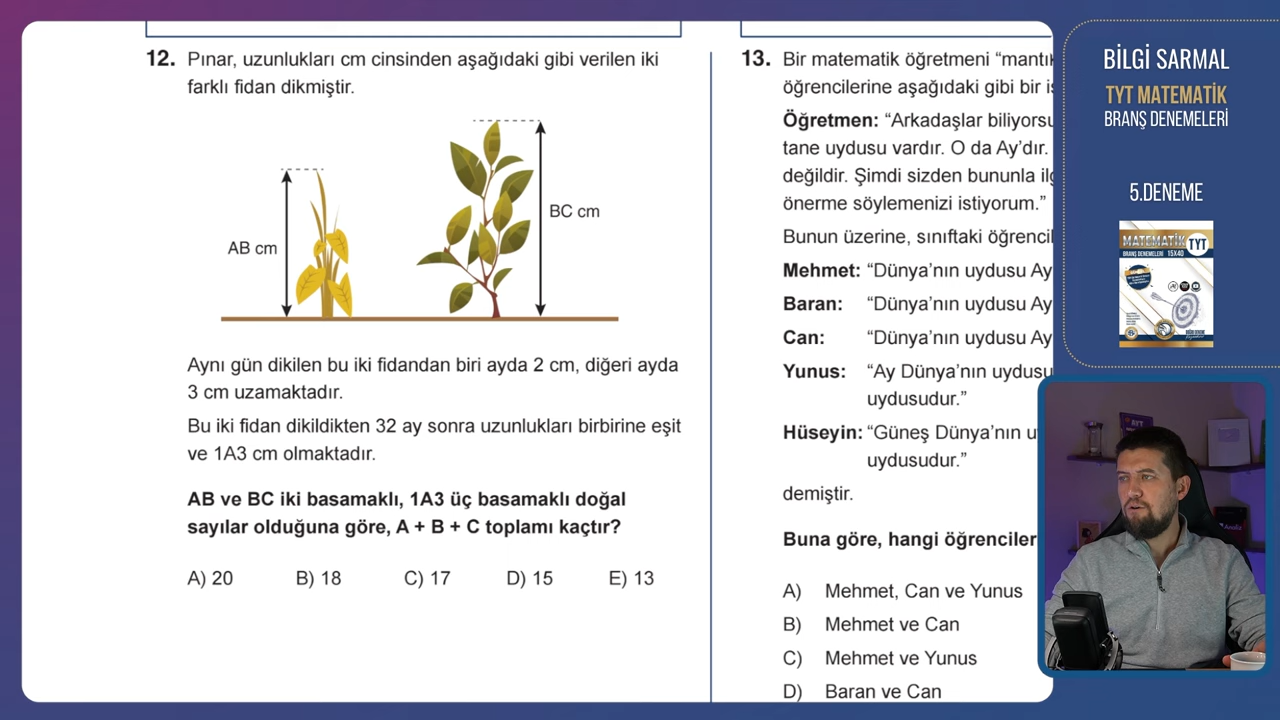 12. Pınar, uzunlukları cm cinsinden aşağıdaki gibi verilen iki
farklı fidan dikmiştir.
AB cm
BC cm
Aynı gün dikilen bu iki fidandan biri ayda 2 cm, diğeri ayda
3 cm uzamaktadır.
Bu iki fidan dikildikten 32 ay sonra uzunlukları birbirine eşit
ve 1A3 cm olmaktadır.
AB ve BC iki basamaklı, 1A3 üç basamaklı doğal
sayılar olduğuna göre, A + B + C toplamı kaçtır?
A) 20 B) 18 C) 17 D) 15 E) 13
13. Bir matematik öğretmeni “mantık
öğrencilerine aşağıdaki gibi bir
Öğretmen: “Arkadaşlar biliyorsu
tane uydusu vardır. O da Ay’dır.
değildir. Şimdi sizden bununla
önerme söylemenizi istiyorum.”
Bunun üzerine, sınıftaki öğrenci
Mehmet: “Dünya’nın uydusu Ay
Baran: “Dünya’nın uydusu Ay
Can: “Dünya’nın uydusu Ay
Yunus: “Ay Dünya’nın uydusu
uydusudur.”
Hüseyin: “Güneş Dünya’nın
uydusudur.”
demiştir.
Buna göre, hangi öğrenciler
A) Mehmet, Can ve Yunus
B) Mehmet ve Can
C) Mehmet ve Yunus
D) Baran ve Can
BİLGİ SARMAL
TYT MATEMATİK
BRANŞ DENEMELERİ
5.DENEME
MATEMATİK TYT
BRANŞ DENEMELERİ 15X40